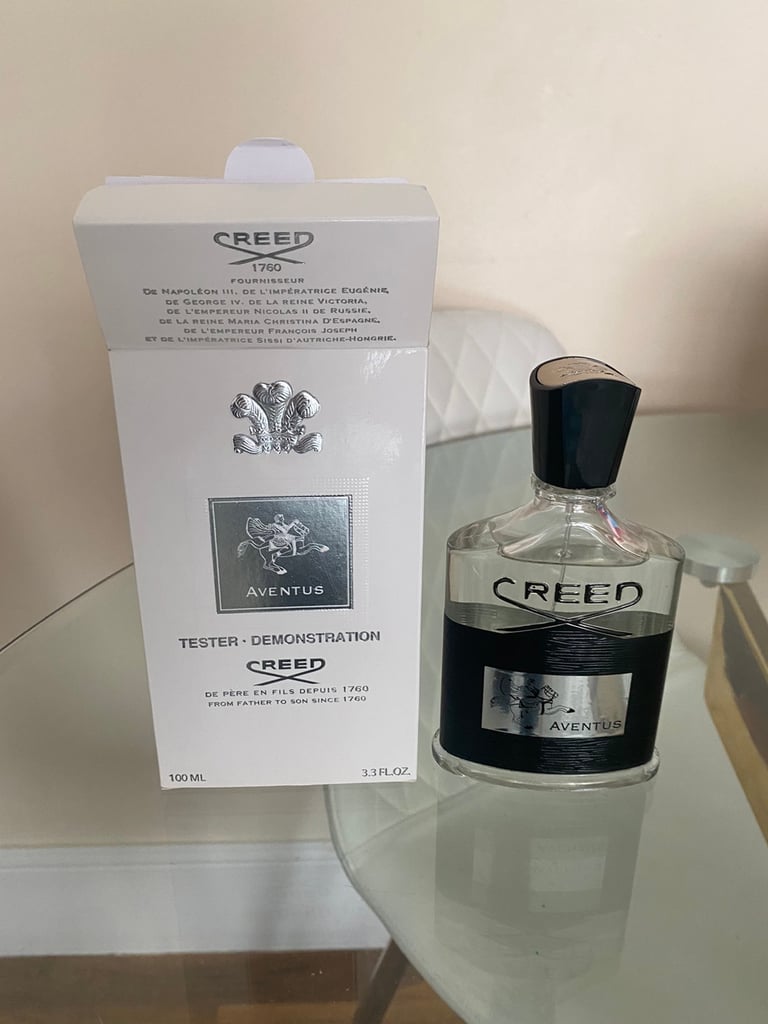 CREED
1760
FOURNISSEUR
DE NAPOLÉON III, DE L'IMPÉRATRICE EUGÉNIE,
DE GEORGE IV, DE LA REINE VICTORIA,
DE L'EMPEREUR NICOLAS II DE RUSSIE,
DE LA REINE MARIA CHRISTINA D'ESPAGNE,
DE L'EMPEREUR FRANÇOIS JOSEPH
ET DE L'IMPÉRATRICE SISSI D'AUTRICHE-HONGRIE.
AVENTUS
TESTER · DEMONSTRATION
CREED
DE PÈRE EN FILS DEPUIS 1760
FROM FATHER TO SON SINCE 1760
100 ML 3.3 FL.OZ.
CREED
AVENTUS